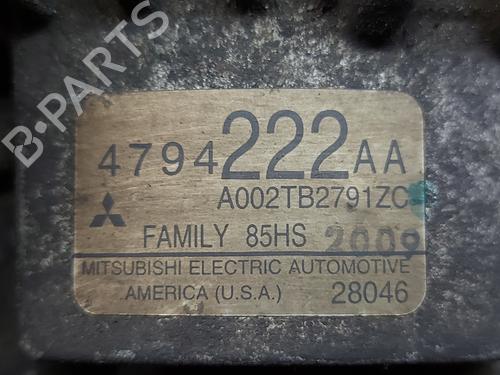 B-PARTS
4794222AA
A002TB2791ZC
FAMILY 85HS 2009
MITSUBISHI ELECTRIC AUTOMOTIVE
AMERICA (U.S.A.) 28046